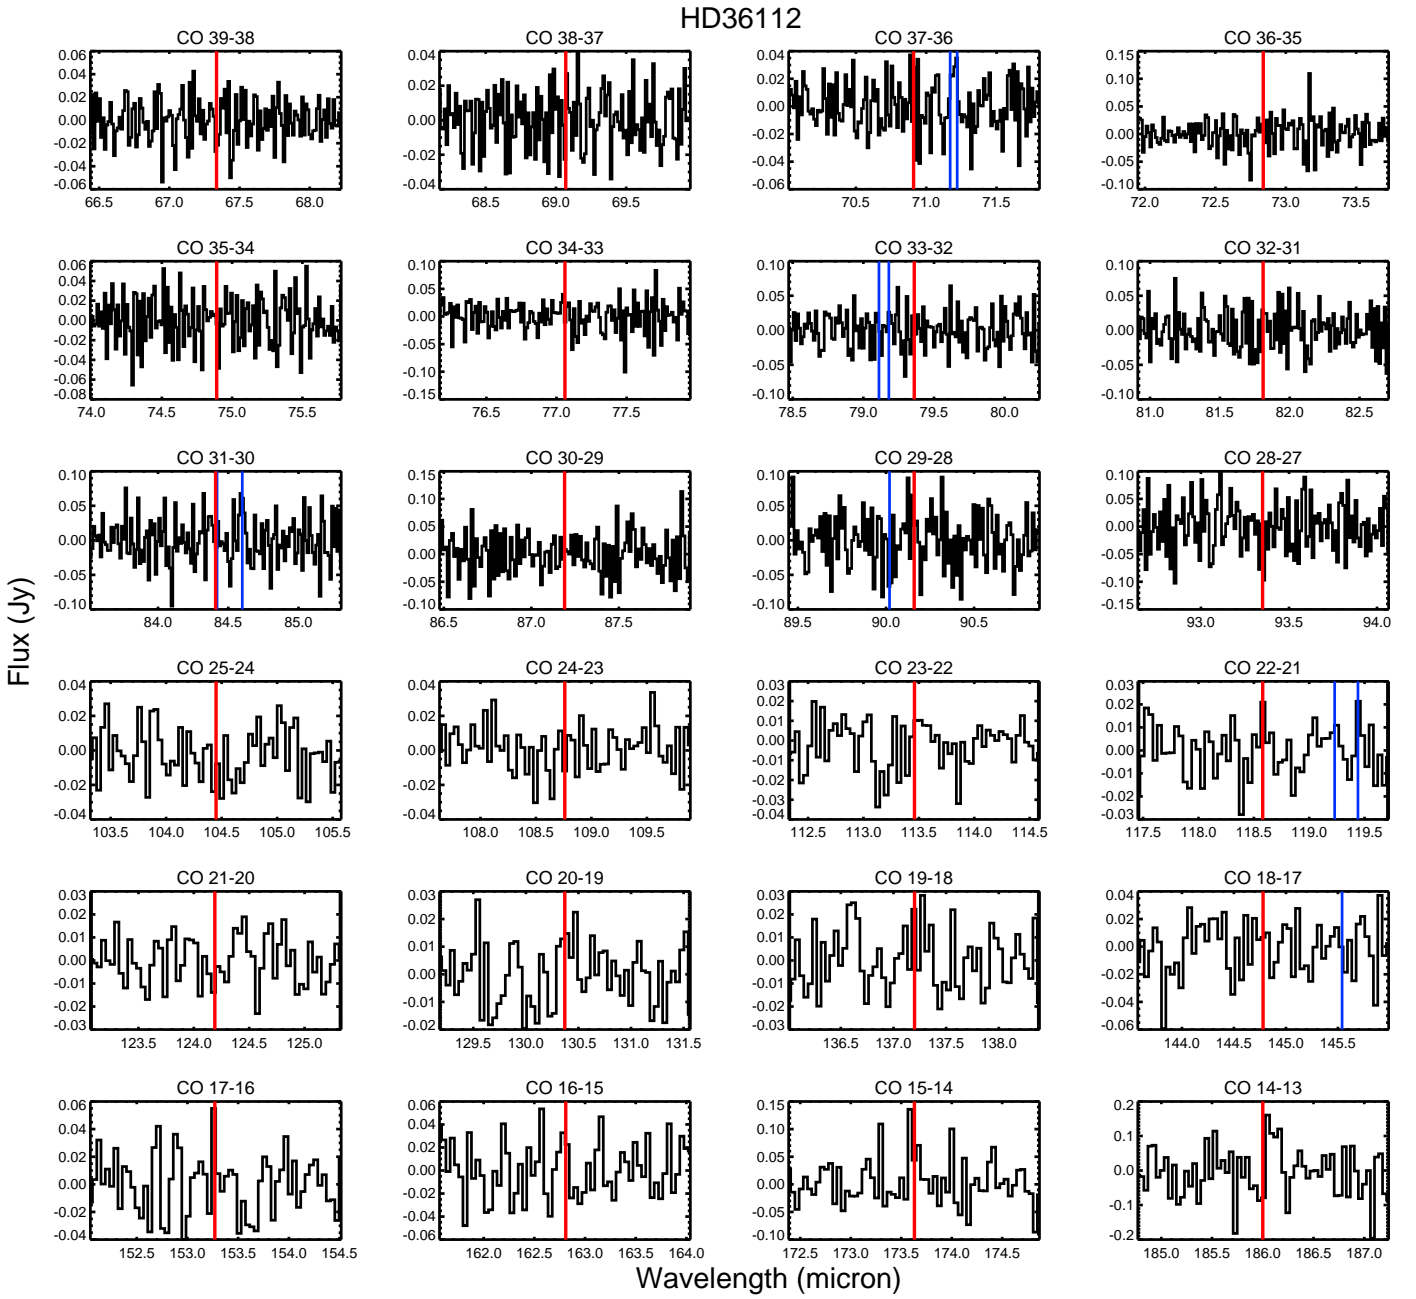 HD36112
CO 39-38
CO 38-37
CO 37-36
CO 36-35
0.06
0.04
0.02
0.00
-0.02
-0.04
-0.06
66.5 67.0 67.5 68.0
0.04
0.02
0.00
-0.02
-0.04
68.5 69.0 69.5
0.04
0.02
0.00
-0.02
-0.04
-0.06
70.5 71.0 71.5
0.15
0.10
0.05
0.00
-0.05
-0.10
72.0 72.5 73.0 73.5
CO 35-34
CO 34-33
CO 33-32
CO 32-31
0.06
0.04
0.02
0.00
-0.02
-0.04
-0.06
-0.08
74.0 74.5 75.0 75.5
0.10
0.05
0.00
-0.05
-0.10
-0.15
76.5 77.0 77.5
0.10
0.05
0.00
-0.05
-0.10
78.5 79.0 79.5 80.0
0.10
0.05
0.00
-0.05
-0.10
81.0 81.5 82.0 82.5
CO 31-30
CO 30-29
CO 29-28
CO 28-27
0.10
0.05
0.00
-0.05
-0.10
84.0 84.5 85.0
0.15
0.10
0.05
0.00
-0.05
-0.10
86.5 87.0 87.5
0.10
0.05
0.00
-0.05
-0.10
89.5 90.0 90.5
0.10
0.05
0.00
-0.05
-0.10
-0.15
93.0 93.5 94.0
Flux (Jy)
CO 25-24
CO 24-23
CO 23-22
CO 22-21
0.04
0.02
0.00
-0.02
-0.04
103.5 104.0 104.5 105.0 105.5
0.04
0.02
0.00
-0.02
-0.04
108.0 108.5 109.0 109.5
0.03
0.02
0.01
0.00
-0.01
-0.02
-0.03
-0.04
112.5 113.0 113.5 114.0 114.5
0.03
0.02
0.01
0.00
-0.01
-0.02
-0.03
117.5 118.0 118.5 119.0 119.5
CO 21-20
CO 20-19
CO 19-18
CO 18-17
0.03
0.02
0.01
0.00
-0.01
-0.02
-0.03
123.5 124.0 124.5 125.0
0.03
0.02
0.01
0.00
-0.01
-0.02
129.5 130.0 130.5 131.0 131.5
0.03
0.02
0.01
0.00
-0.01
-0.02
-0.03
136.5 137.0 137.5 138.0
0.04
0.02
0.00
-0.02
-0.04
-0.06
144.0 144.5 145.0 145.5
CO 17-16
CO 16-15
CO 15-14
CO 14-13
0.06
0.04
0.02
0.00
-0.02
-0.04
152.5 153.0 153.5 154.0 154.5
0.06
0.04
0.02
0.00
-0.02
-0.04
-0.06
162.0 162.5 163.0 163.5 164.0
0.15
0.10
0.05
0.00
-0.05
-0.10
172.5 173.0 173.5 174.0 174.5
0.2
0.1
0.0
-0.1
-0.2
185.0 185.5 186.0 186.5 187.0
Wavelength (micron)